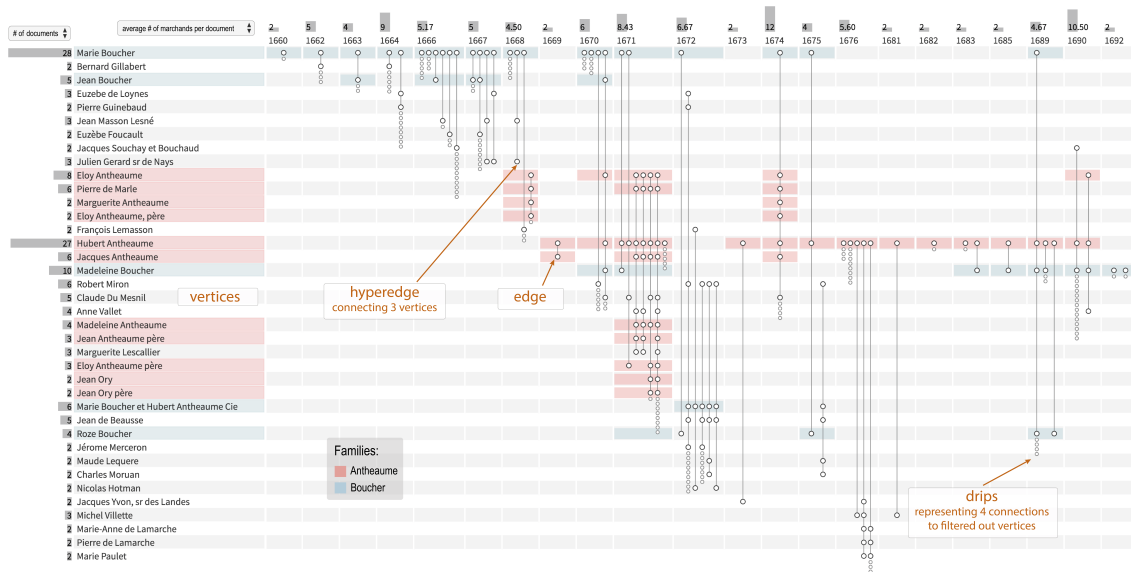 # of documents
average # of marchands per document
2 5 4 9 5.17 5 4.50 2 6 8.43 6.67 2 12 4 5.60 2 2 2 2 4.67 10.50 2
1660 1662 1663 1664 1666 1667 1668 1669 1670 1671 1672 1673 1674 1675 1676 1681 1682 1683 1685 1689 1690 1692
28 Marie Boucher
2 Bernard Gillabert
5 Jean Boucher
3 Euzebe de Loynes
2 Pierre Guinebaud
3 Jean Masson Lesné
2 Euzèbe Foucault
2 Jacques Souchay et Bouchaud
3 Julien Gerard sr de Nays
8 Eloy Antheaume
6 Pierre de Marle
2 Marguerite Antheaume
2 Eloy Antheaume, père
2 François Lemasson
27 Hubert Antheaume
6 Jacques Antheaume
10 Madeleine Boucher
6 Robert Miron
5 Claude Du Mesnil
4 Anne Vallet
4 Madeleine Antheaume
3 Jean Antheaume père
3 Marguerite Lescallier
3 Eloy Antheaume père
2 Jean Ory
2 Jean Ory père
6 Marie Boucher et Hubert Antheaume Cie
5 Jean de Beausse
4 Roze Boucher
2 Jérome Merceron
2 Maude Lequere
2 Charles Moruan
2 Nicolas Hotman
2 Jacques Yvon, sr des Landes
3 Michel Villette
2 Marie-Anne de Lamarche
2 Pierre de Lamarche
2 Marie Paulet
vertices
hyperedge
connecting 3 vertices
edge
Families:
Antheaume
Boucher
drips
representing 4 connections
to filtered out vertices